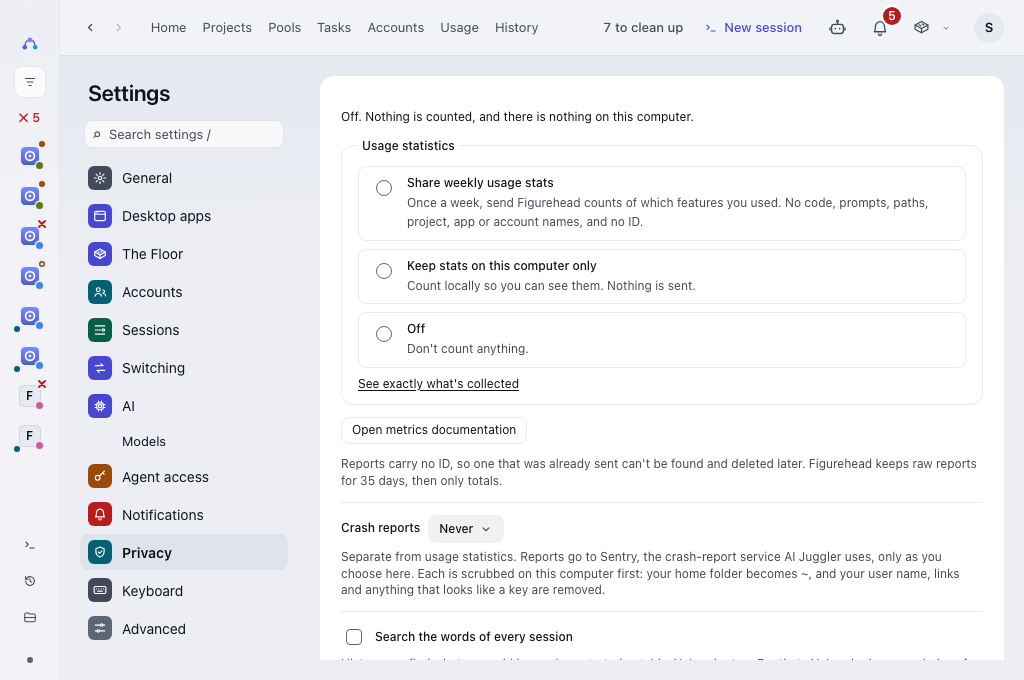 Home Projects Pools Tasks Accounts Usage History 7 to clean up New session 5 S
5
Settings
Search settings /
General
Desktop apps
The Floor
Accounts
Sessions
Switching
AI
Models
Agent access
Notifications
Privacy
Keyboard
Advanced
F
F
Off. Nothing is counted, and there is nothing on this computer.
Usage statistics
Share weekly usage stats
Once a week, send Figurehead counts of which features you used. No code, prompts, paths,
project, app or account names, and no ID.
Keep stats on this computer only
Count locally so you can see them. Nothing is sent.
Off
Don't count anything.
See exactly what's collected
Open metrics documentation
Reports carry no ID, so one that was already sent can't be found and deleted later. Figurehead keeps raw reports
for 35 days, then only totals.
Crash reports Never
Separate from usage statistics. Reports go to Sentry, the crash-report service AI Juggler uses, only as you
choose here. Each is scrubbed on this computer first: your home folder becomes ~, and your user name, links
and anything that looks like a key are removed.
Search the words of every session